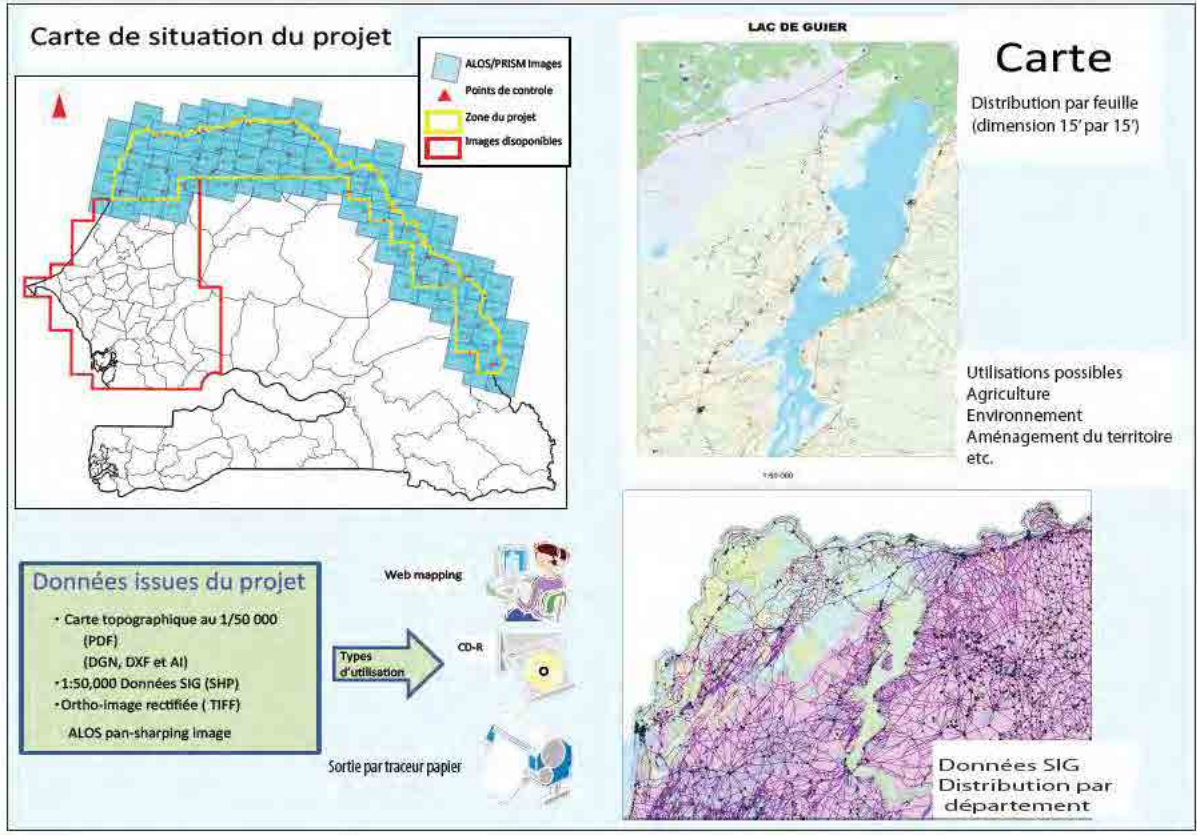 Carte de situation du projet
ALOS/PRISM Images
Points de controle
Zone du projet
Images disoponibles
LAC DE GUIER
1:50 000
Carte
Distribution par feuille
(dimension 15' par 15')
Utilisations possibles
Agriculture
Environnement
Aménagement du territoire
etc.
Données issues du projet
• Carte topographique au 1/50 000
(PDF)
(DGN, DXF et AI)
•1:50,000 Données SIG (SHP)
•Ortho-image rectifiée ( TIFF)
ALOS pan-sharping image
Types
d'utilisation
Web mapping
CD-R
Sortie par traceur papier
Données SIG
Distribution par
département